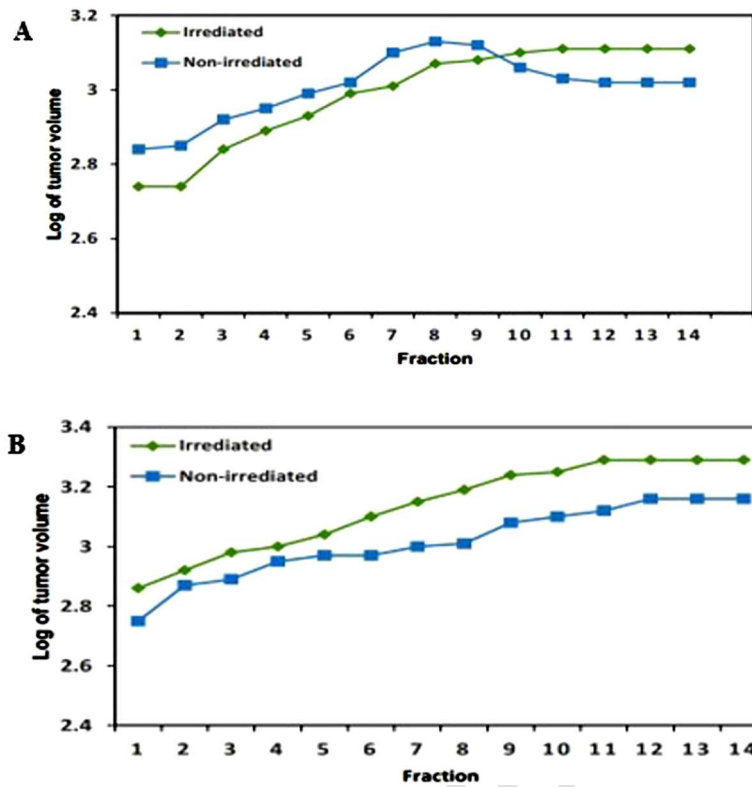 A
Irrediated
Non-irrediated
Log of tumor volume
3.2
3
2.8
2.6
2.4
1 2 3 4 5 6 7 8 9 10 11 12 13 14
Fraction
B
Irrediated
Non-irrediated
Log of tumor volume
3.4
3.2
3
2.8
2.6
2.4
1 2 3 4 5 6 7 8 9 10 11 12 13 14
Fraction